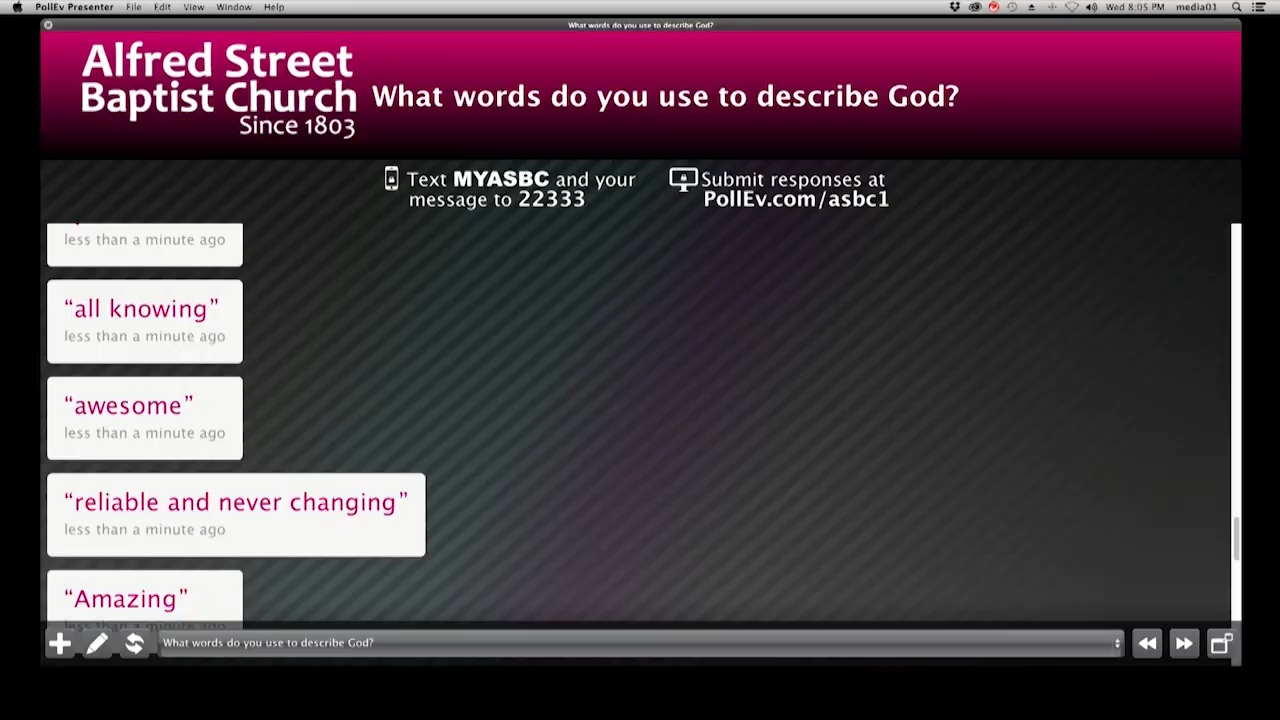 PollEv Presenter File Edit View Window Help Wed 8:05 PM media01
What words do you use to describe God?
Alfred Street
Baptist Church
Since 1803
What words do you use to describe God?
Text MYASBC and your
message to 22333
Submit responses at
PollEv.com/asbc1
less than a minute ago
“all knowing”
less than a minute ago
“awesome”
less than a minute ago
“reliable and never changing”
less than a minute ago
“Amazing”
less than a minute ago
What words do you use to describe God?